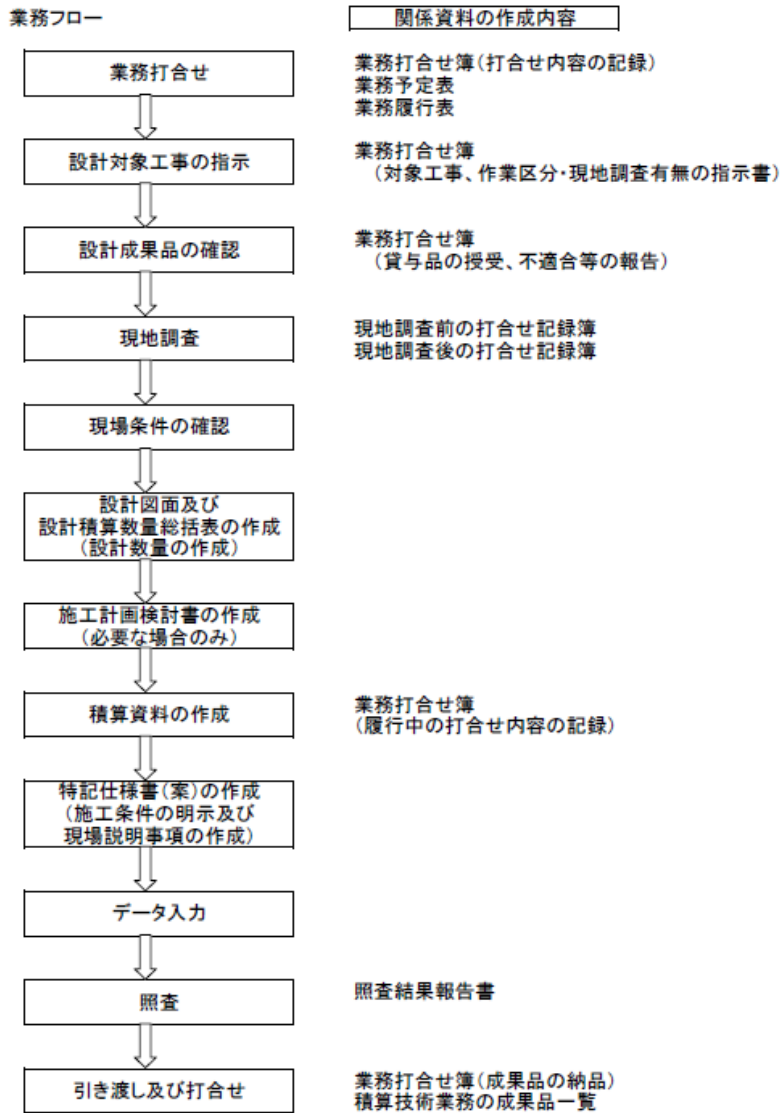 業務フロー
関係資料の作成内容
業務打合せ
業務打合せ簿(打合せ内容の記録)
業務予定表
業務履行表
設計対象工事の指示
業務打合せ簿
(対象工事、作業区分・現地調査有無の指示書)
設計成果品の確認
業務打合せ簿
(貸与品の授受、不適合等の報告)
現地調査
現地調査前の打合せ記録簿
現地調査後の打合せ記録簿
現場条件の確認
設計図面及び
設計積算数量総括表の作成
(設計数量の作成)
施工計画検討書の作成
(必要な場合のみ)
積算資料の作成
業務打合せ簿
(履行中の打合せ内容の記録)
特記仕様書(案)の作成
(施工条件の明示及び
現場説明事項の作成)
データ入力
照査
照査結果報告書
引き渡し及び打合せ
業務打合せ簿(成果品の納品)
積算技術業務の成果品一覧